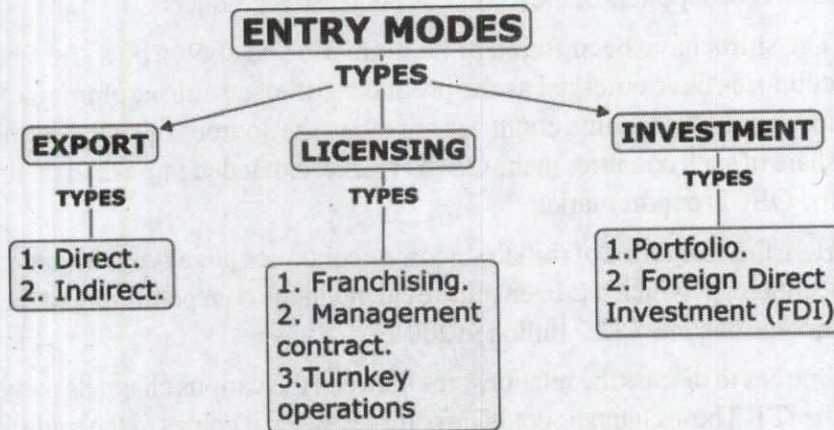 ENTRY MODES
TYPES
EXPORT
TYPES
1. Direct.
2. Indirect.
LICENSING
1. Franchising.
2. Management
contract.
3.Turnkey
operations
INVESTMENT
TYPES
1.Portfolio.
2. Foreign Direct
Investment (FDI)